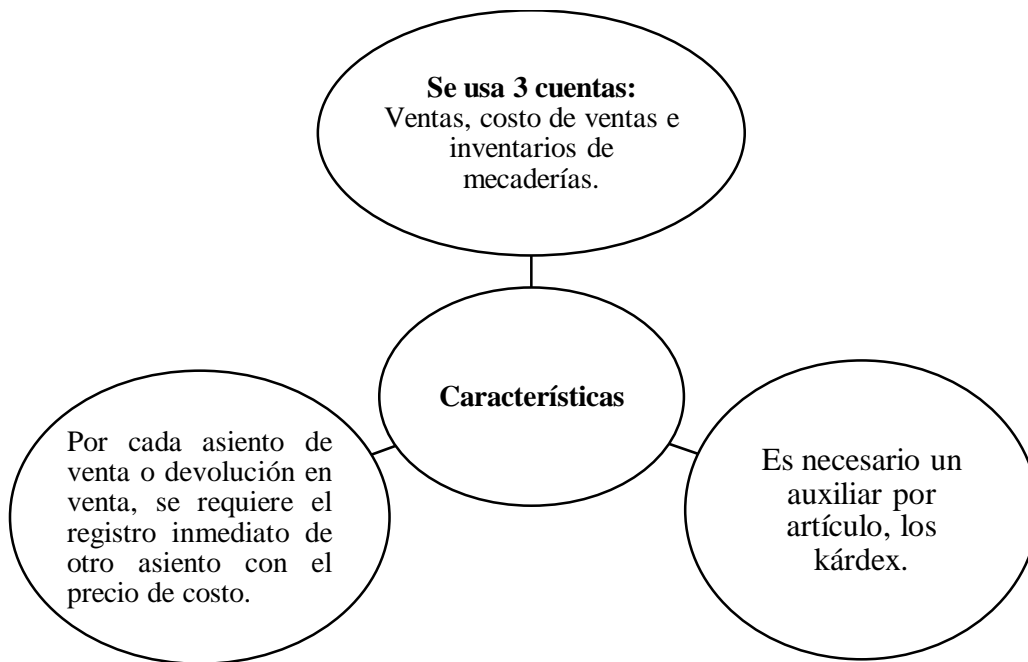 Se usa 3 cuentas:
Ventas, costo de ventas e
inventarios de
mecaderías.
Característícas
Por cada asiento de
venta o devolución en
venta, se requiere el
registro inmediato de
otro asiento con el
precio de costo.
Es necesario un
auxiliar por
artículo, los
kárdex.